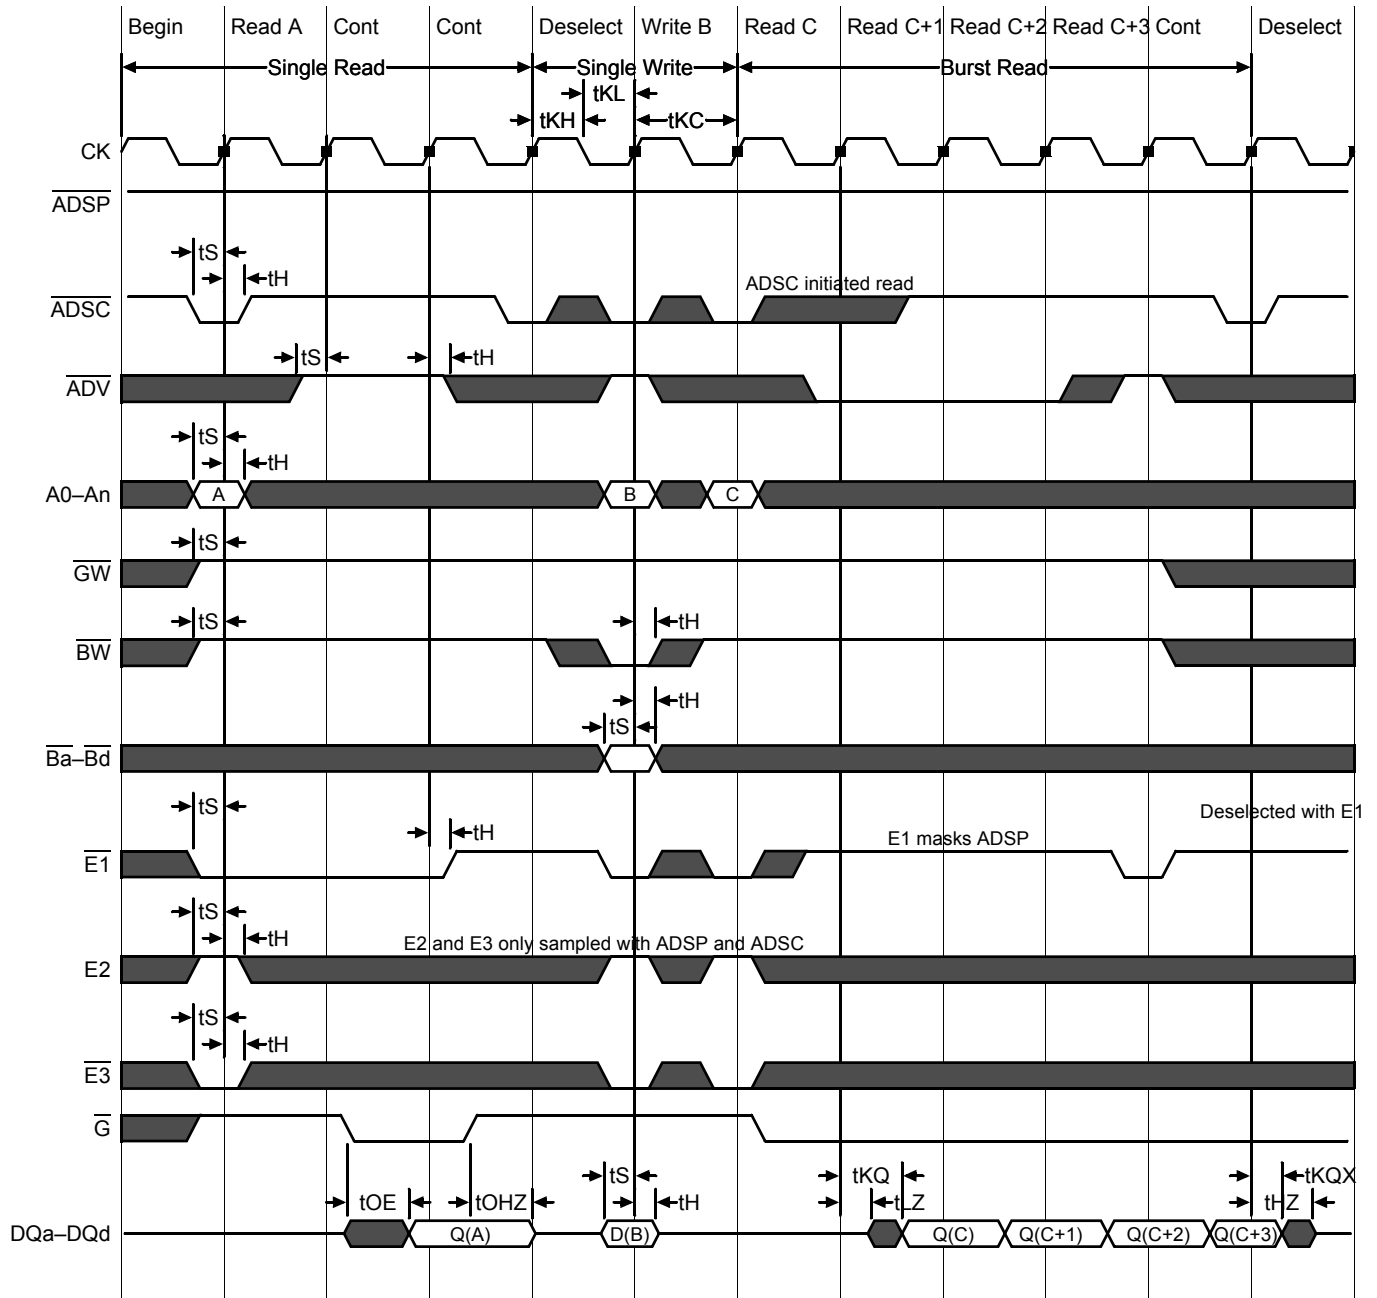 Begin Read A Cont Cont Deselect Write B Read C Read C+1 Read C+2 Read C+3 Cont Deselect
Single Read Single Write Burst Read
tKL
tKH tKC
CK
ADSP
tS
tH
ADSC initiated read
ADSC
tS tH
ADV
tS
tH
A0–An A B C
tS
GW
tS tH
BW
tH
tS
Ba–Bd
tS Deselected with E1
tH E1 masks ADSP
E1
tS
tH E2 and E3 only sampled with ADSP and ADSC
E2
tS
tH
E3
G
tS tKQ tKQX
tOE tOHZ tH tLZ tHZ
DQa–DQd Q(A) D(B) Q(C) Q(C+1) Q(C+2) Q(C+3)